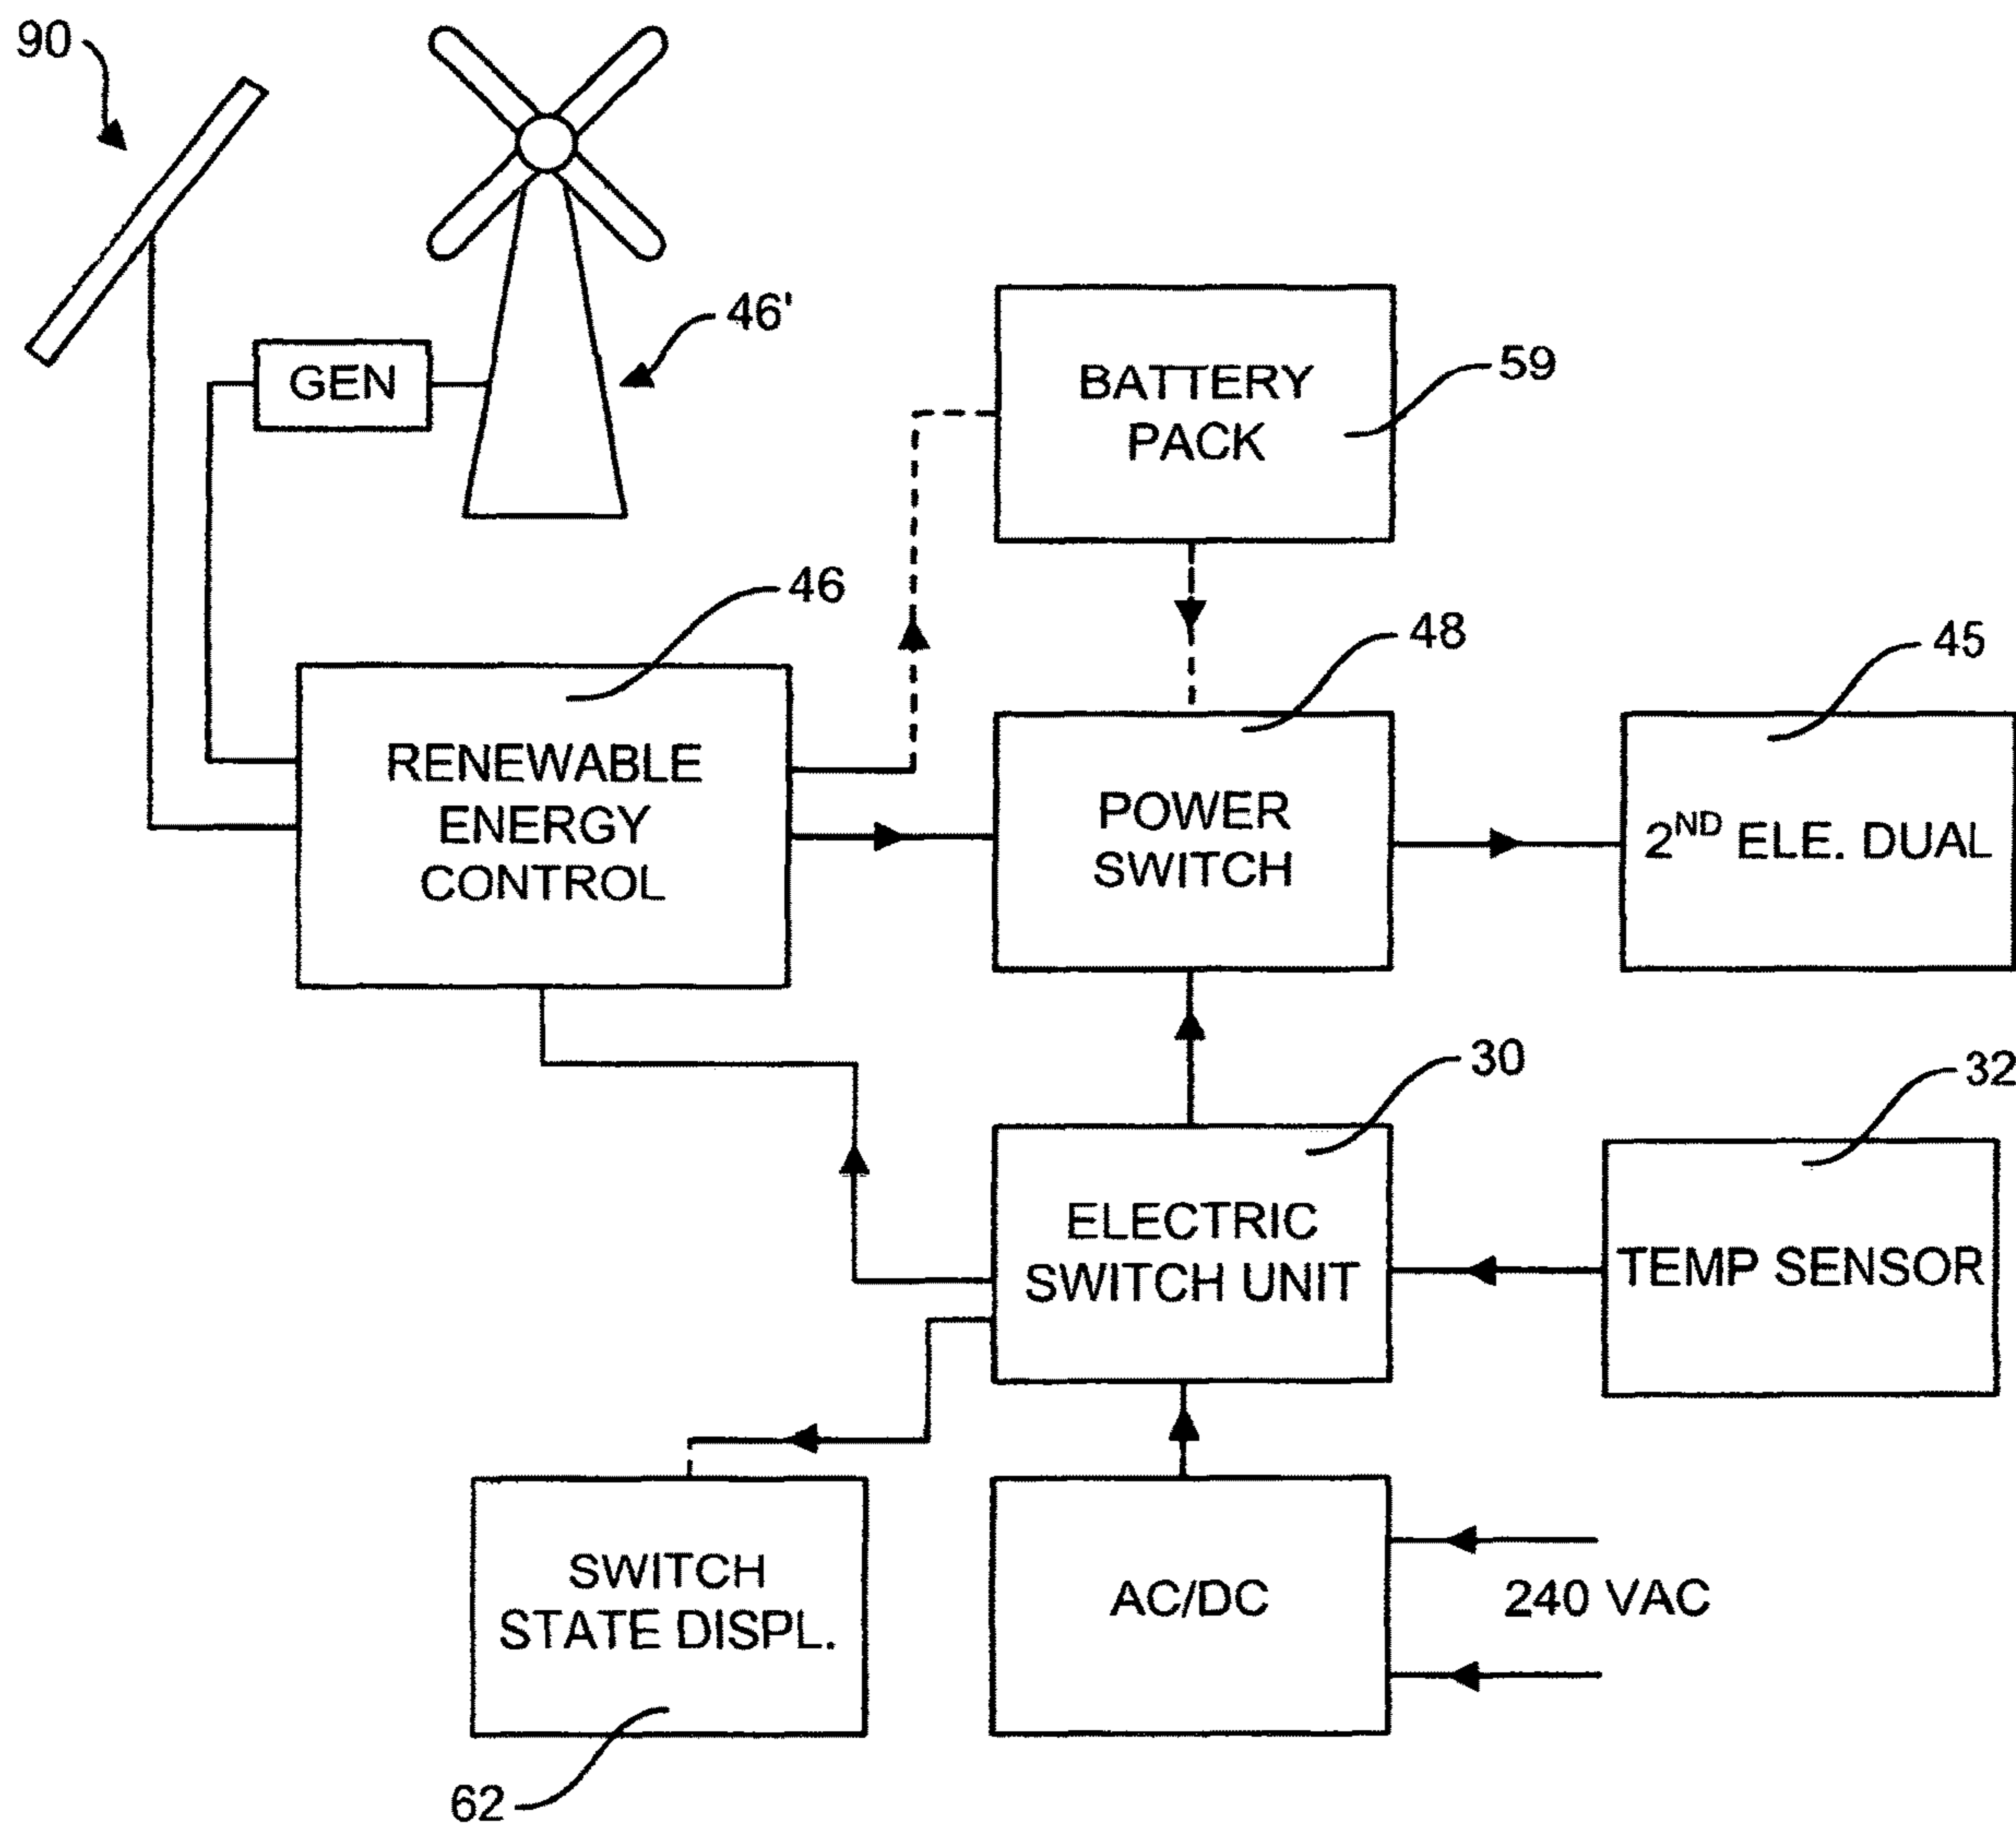 90
46'
GEN
BATTERY
PACK
59
46
48
45
RENEWABLE
ENERGY
CONTROL
POWER
SWITCH
2ND ELE. DUAL
30
32
ELECTRIC
SWITCH UNIT
TEMP SENSOR
SWITCH
STATE DISPL.
AC/DC
240 VAC
62